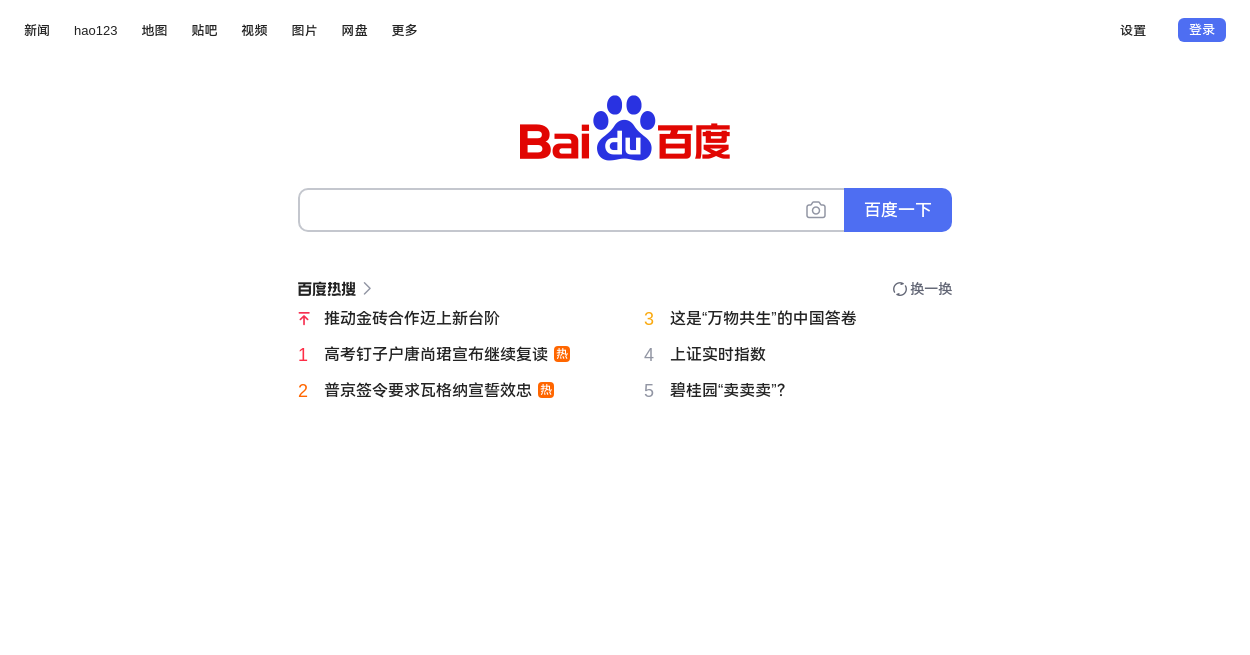 新闻 hao123 地图 贴吧 视频 图片 网盘 更多 设置 登录
Bai du 百度
百度一下
百度热搜 换一换
推动金砖合作迈上新台阶
1 高考钉子户唐尚珺宣布继续复读 热
2 普京签令要求瓦格纳宣誓效忠 热
3 这是“万物共生”的中国答卷
4 上证实时指数
5 碧桂园“卖卖卖”？